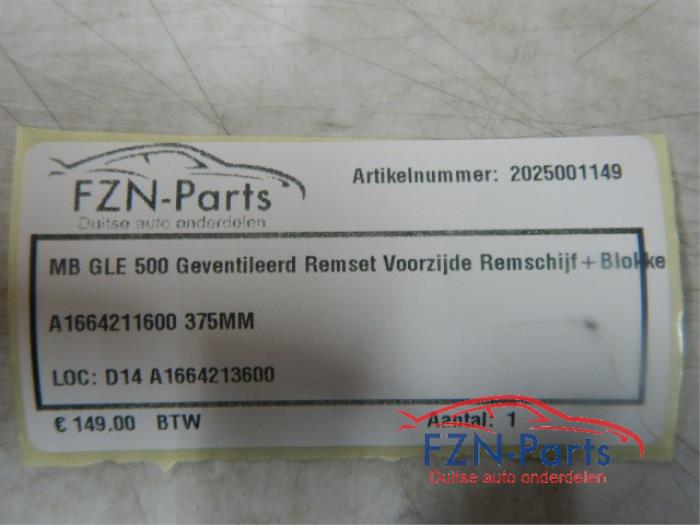 FZN-Parts
Duitse auto onderdelen
Artikelnummer: 2025001149
MB GLE 500 Geventileerd Remset Voorzijde Remschijf+Blokke
A1664211600 375MM
LOC: D14 A1664213600
€ 149.00 BTW
Aantal: 1
FZN-Parts
Duitse auto onderdelen